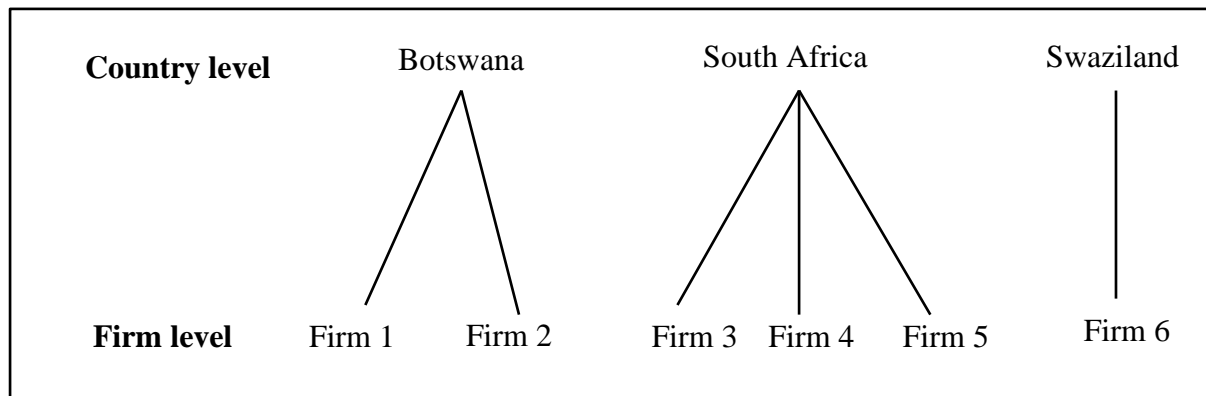 Country level Botswana South Africa Swaziland
Firm level Firm 1 Firm 2 Firm 3 Firm 4 Firm 5 Firm 6